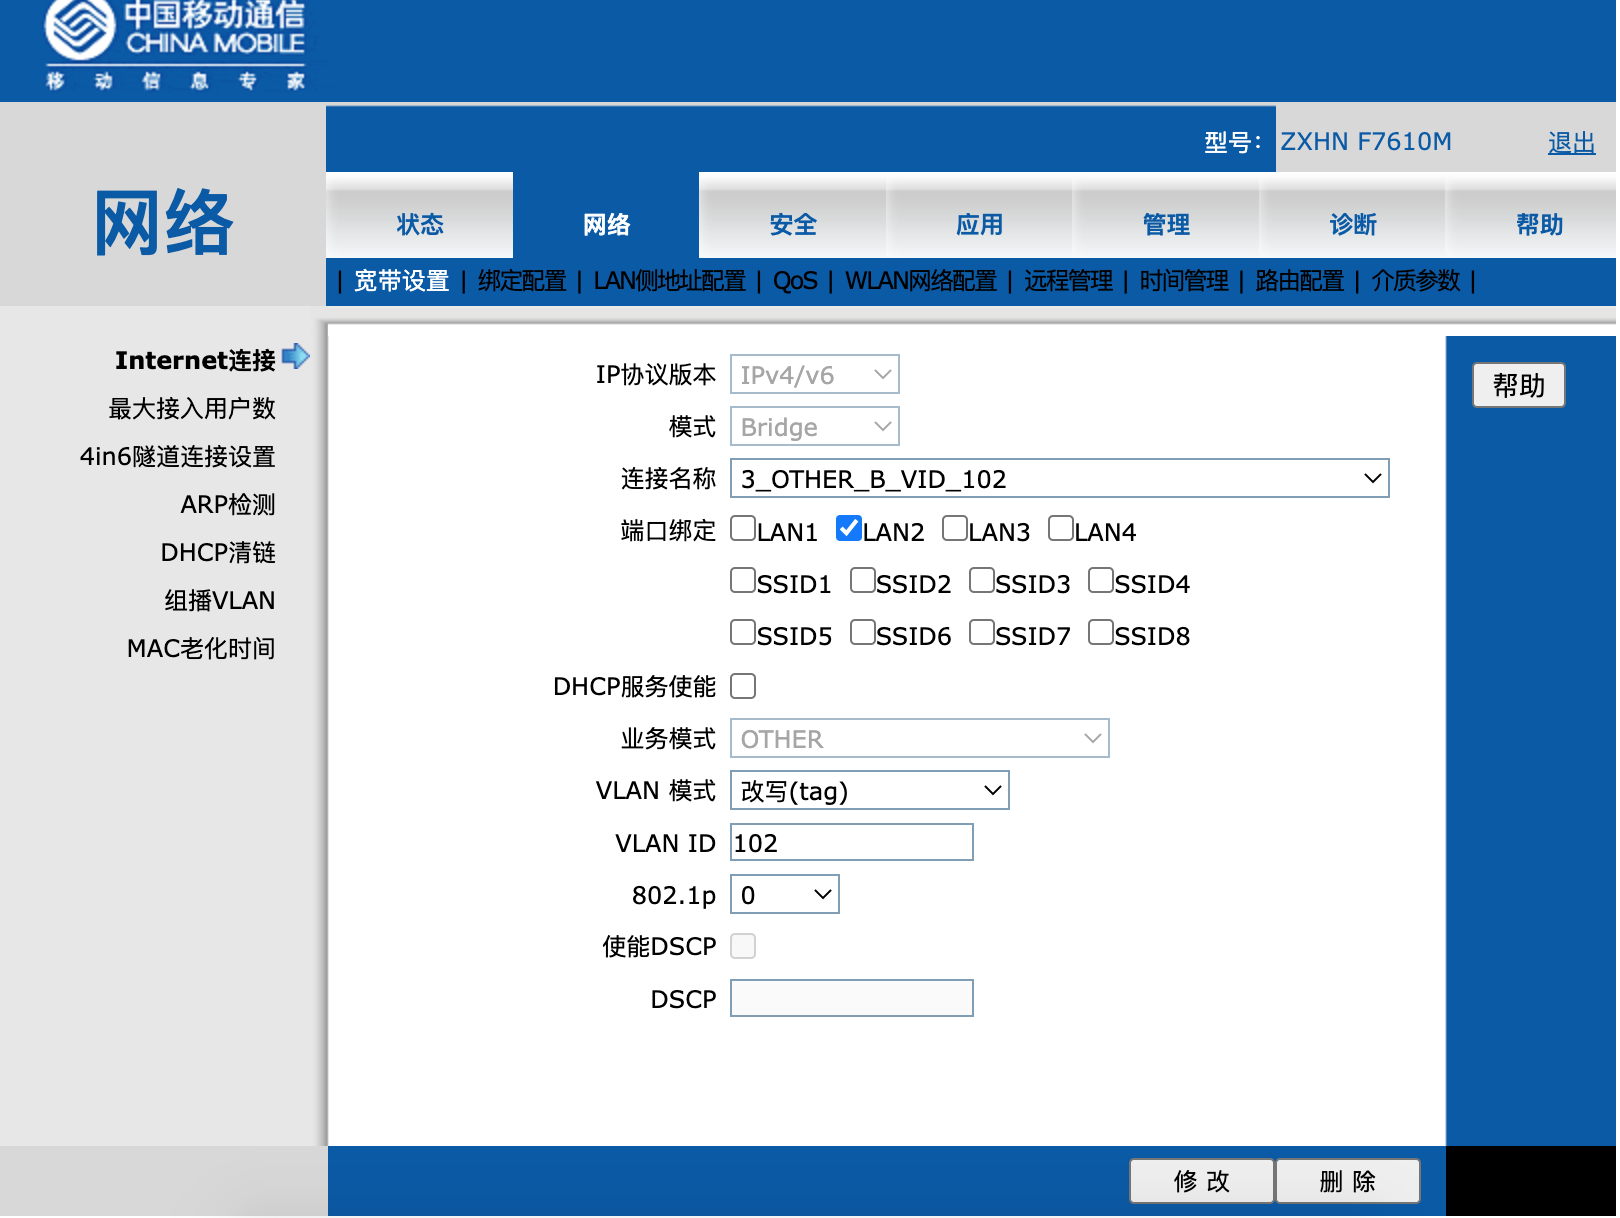 中国移动通信
CHINA MOBILE
移 动 信 息 专 家
型号： ZXHN F7610M 退出
网络
状态 网络 安全 应用 管理 诊断 帮助
| 宽带设置 | 绑定配置 | LAN侧地址配置 | QoS | WLAN网络配置 | 远程管理 | 时间管理 | 路由配置 | 介质参数 |
Internet连接
最大接入用户数
4in6隧道连接设置
ARP检测
DHCP清链
组播VLAN
MAC老化时间
IP协议版本 IPv4/v6
模式 Bridge
连接名称 3_OTHER_B_VID_102
端口绑定 LAN1 LAN2 LAN3 LAN4
SSID1 SSID2 SSID3 SSID4
SSID5 SSID6 SSID7 SSID8
DHCP服务使能
业务模式 OTHER
VLAN 模式 改写(tag)
VLAN ID 102
802.1p 0
使能DSCP
DSCP
帮助
修 改 删 除